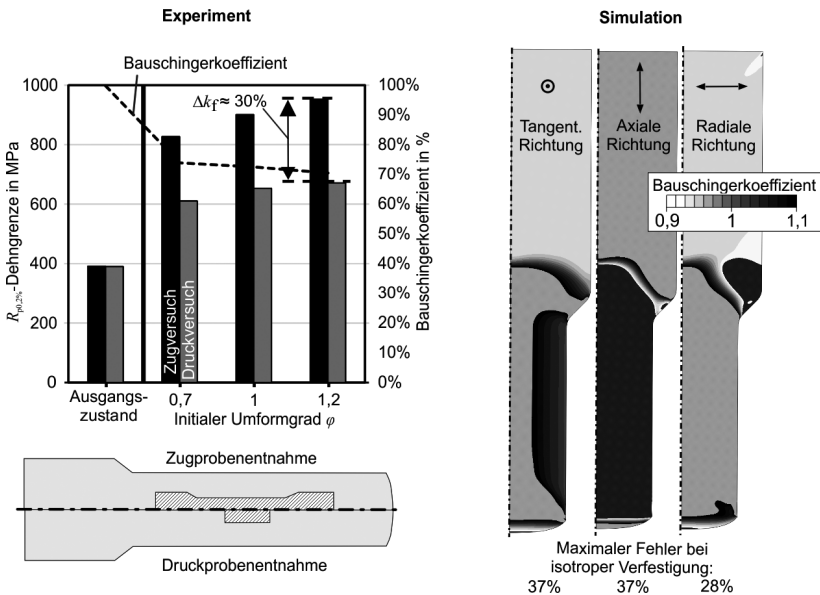 Experiment
Bauschingerkoeffizient
Δkf ≈ 30%
1000
800
600
400
200
0
Rp0,2%-Dehngrenze in MPa
100%
90%
80%
70%
60%
50%
40%
30%
20%
10%
0%
Bauschingerkoeffizient in %
Zugversuch
Druckversuch
Ausgangs-
zustand
0,7
1
1,2
Initialer Umformgrad φ
Zugprobenentnahme
Druckprobenentnahme
Simulation
Tangent.
Richtung
Axiale
Richtung
Radiale
Richtung
Bauschingerkoeffizient
0,9
1
1,1
Maximaler Fehler bei
isotroper Verfestigung:
37%
37%
28%